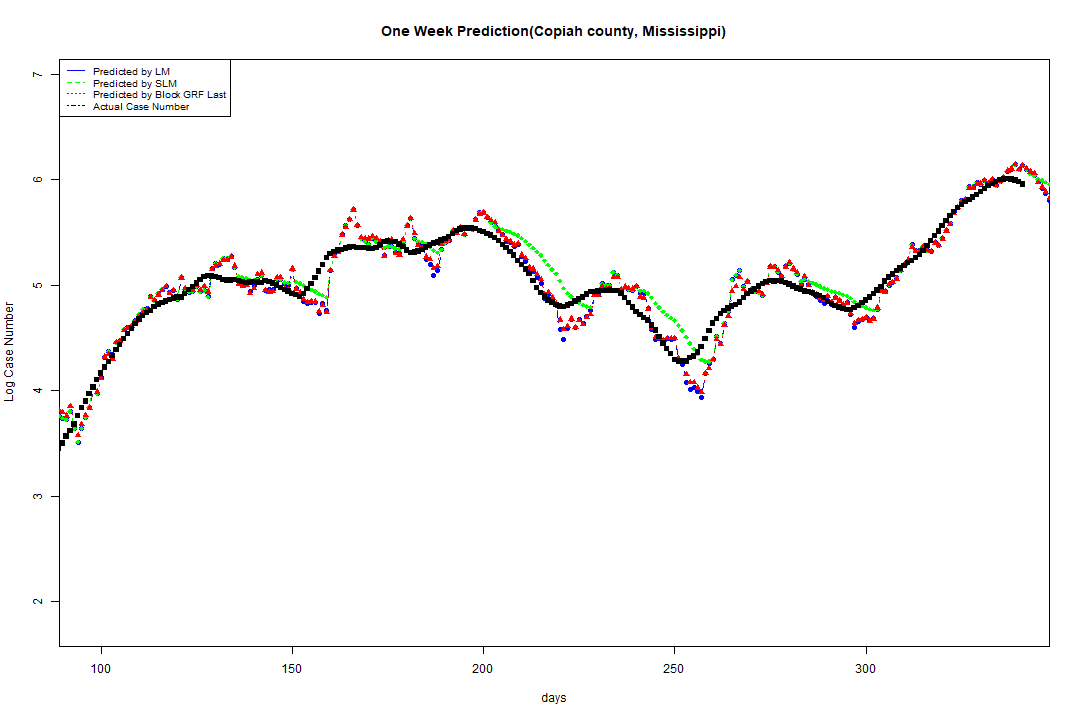 One Week Prediction(Copiah county, Mississippi)
Predicted by LM
Predicted by SLM
Predicted by Block GRF Last
Actual Case Number
7
6
5
4
3
2
Log Case Number
100 150 200 250 300
days